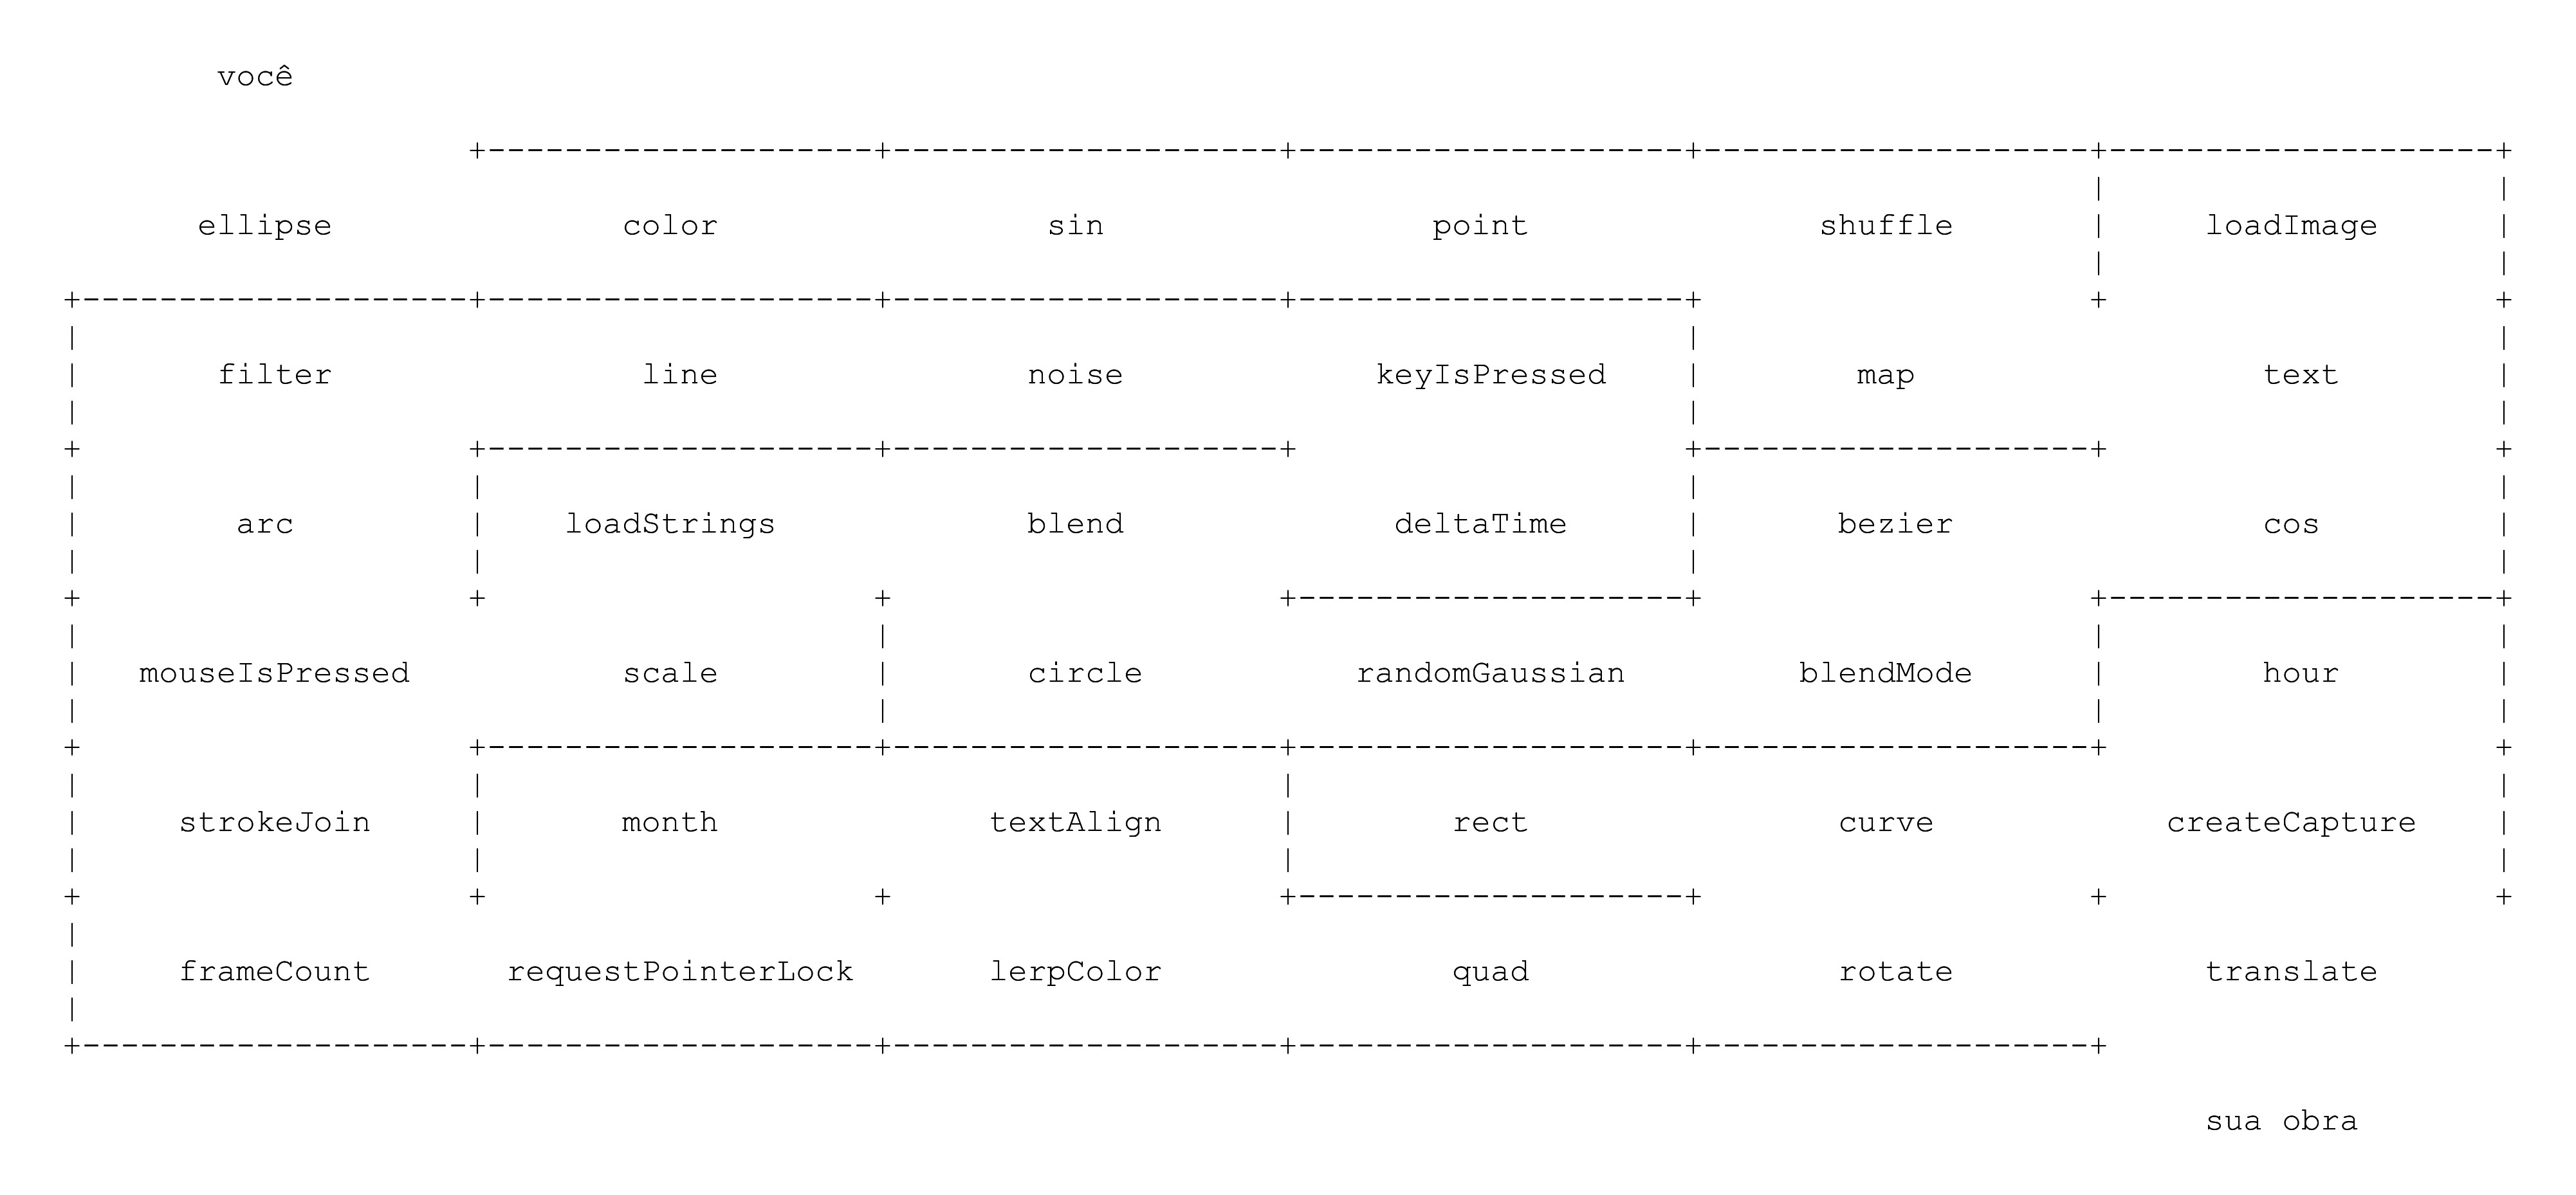 você
ellipse color sin point shuffle loadImage
filter line noise keyIsPressed map text
arc loadStrings blend deltaTime bezier cos
mouseIsPressed scale circle randomGaussian blendMode hour
strokeJoin month textAlign rect curve createCapture
frameCount requestPointerLock lerpColor quad rotate translate
sua obra